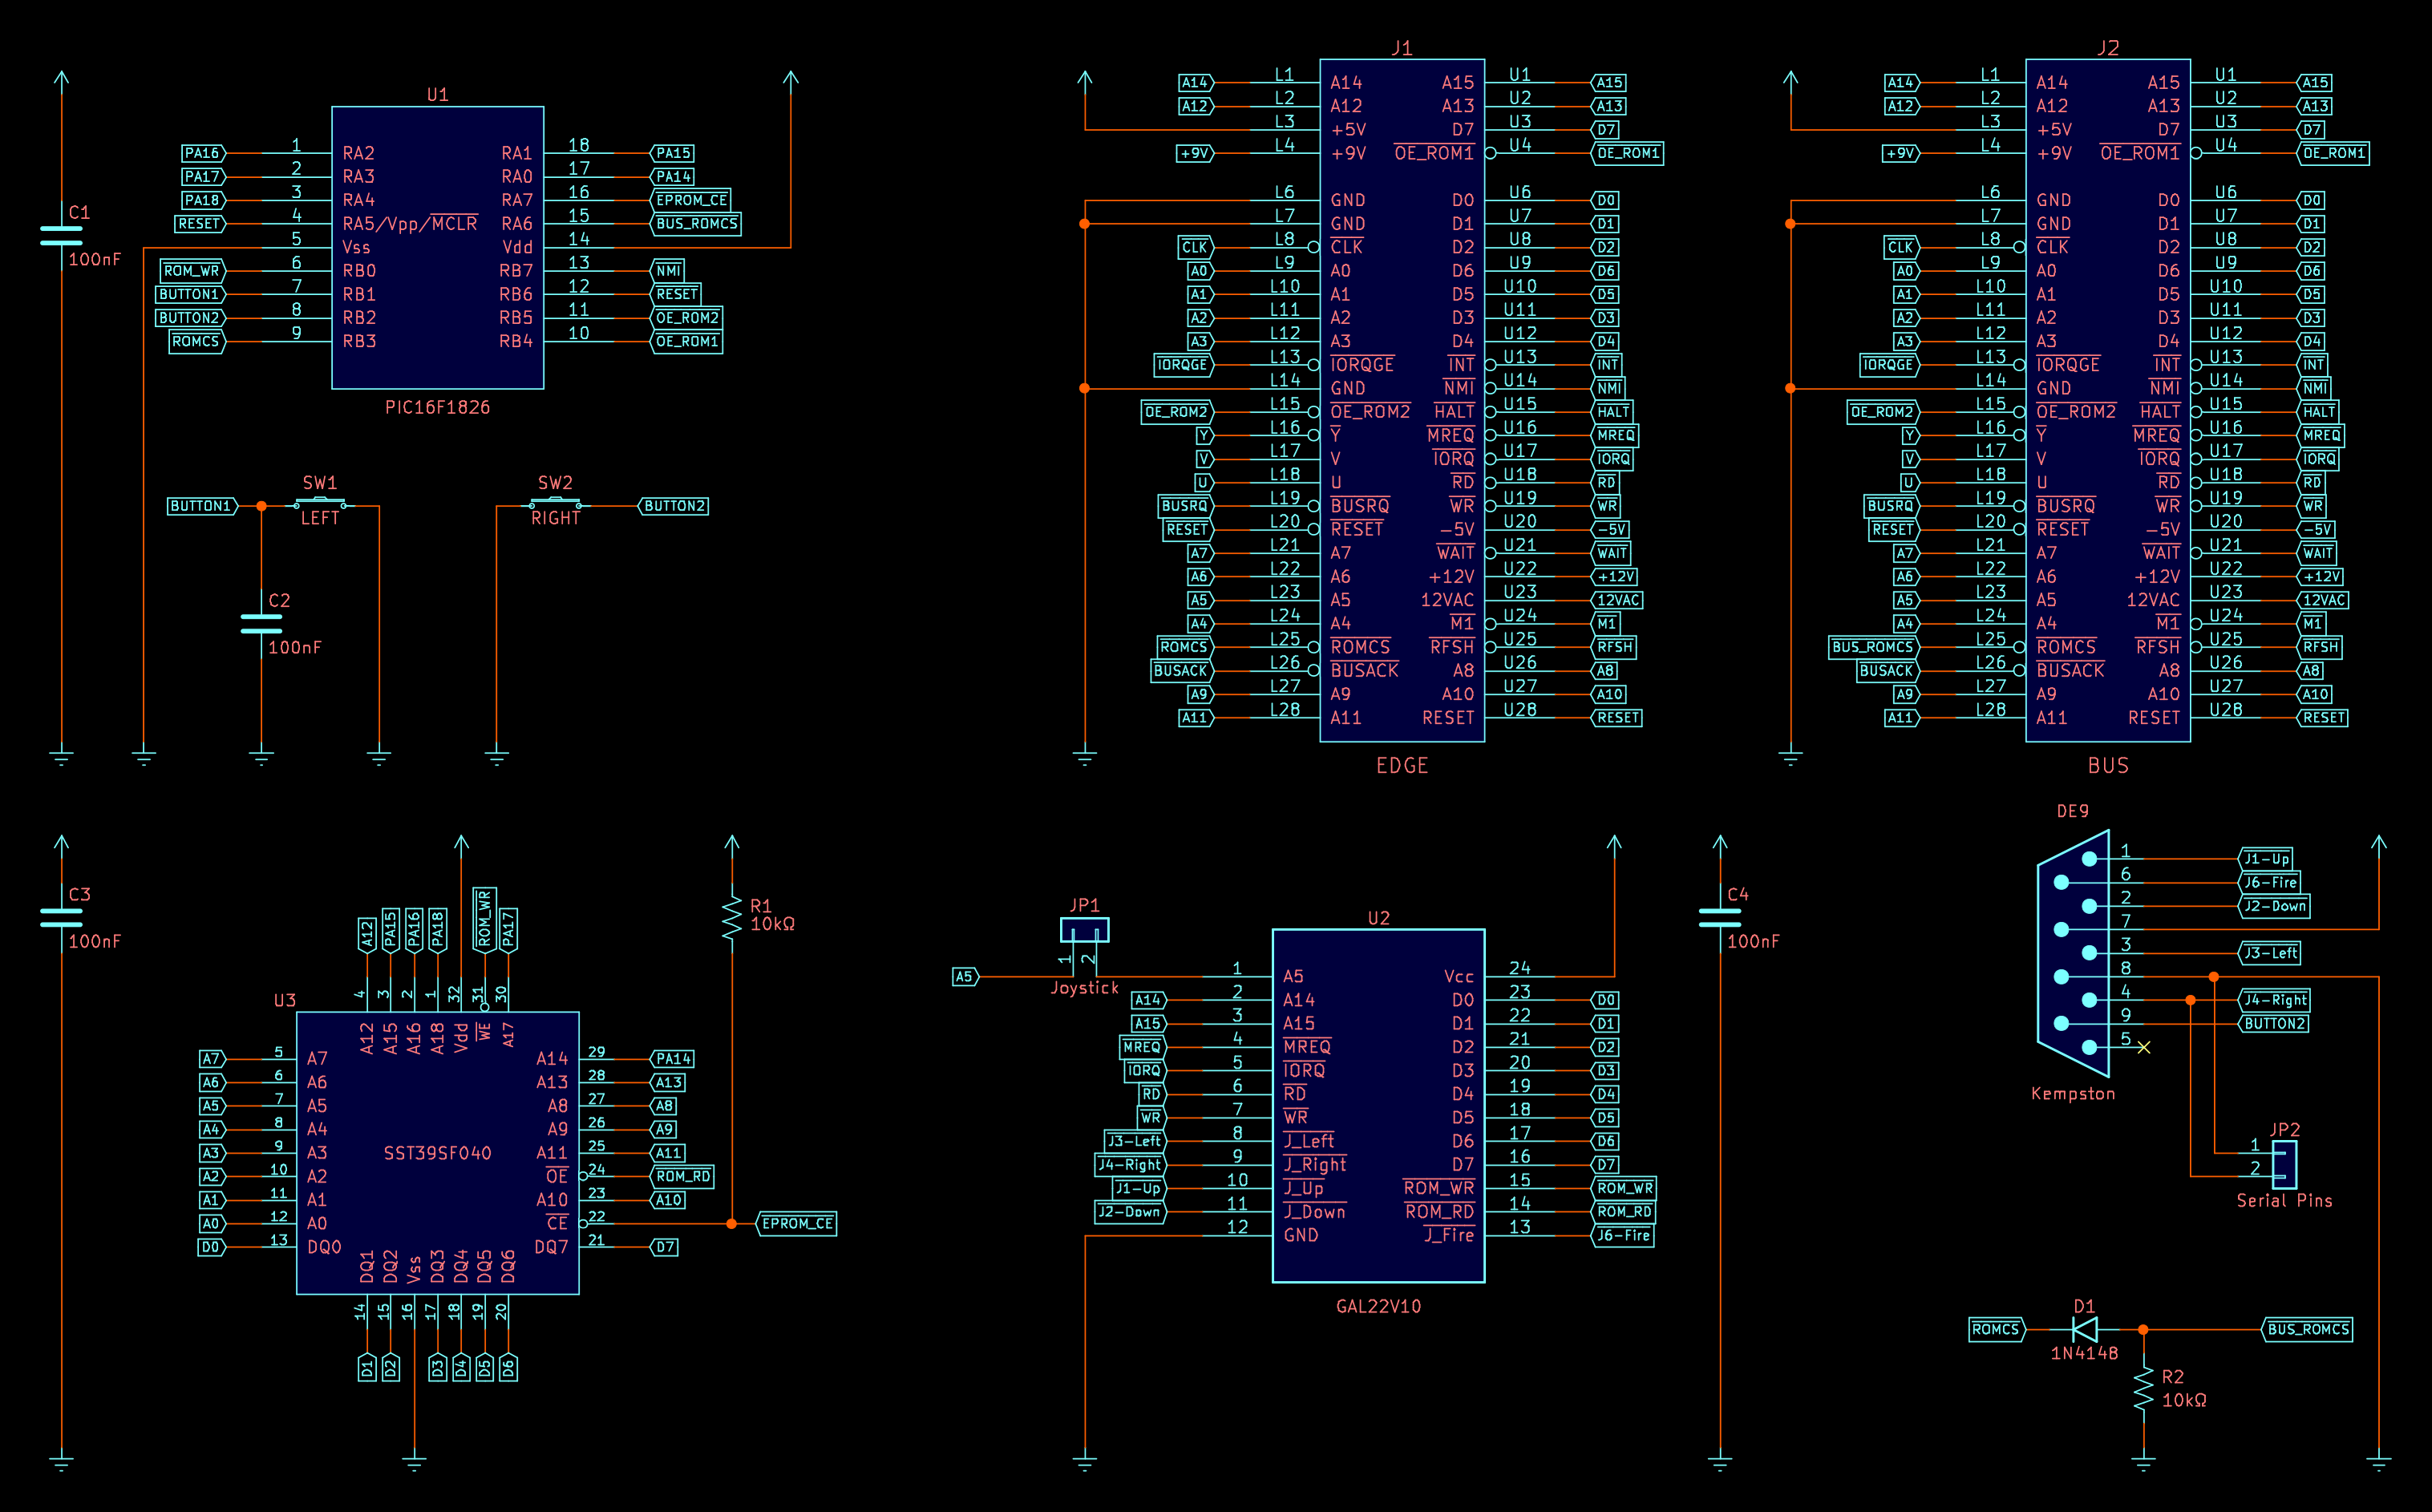 U1
PA16 1 RA2 RA1 18 PA15
PA17 2 RA3 RA0 17 PA14
PA18 3 RA4 RA7 16 EPROM_CE
RESET 4 RA5/Vpp/MCLR RA6 15 BUS_ROMCS
5 Vss Vdd 14
ROM_WR 6 RB0 RB7 13 NMI
BUTTON1 7 RB1 RB6 12 RESET
BUTTON2 8 RB2 RB5 11 OE_ROM2
ROMCS 9 RB3 RB4 10 OE_ROM1
PIC16F1826
C1
100nF
SW1
BUTTON1
LEFT
SW2
BUTTON2
RIGHT
C2
100nF
J1
A14 L1 A14 A15 U1 A15
A12 L2 A12 A13 U2 A13
L3 +5V D7 U3 D7
+9V L4 +9V OE_ROM1 U4 OE_ROM1
L6 GND D0 U6 D0
L7 GND D1 U7 D1
CLK L8 CLK D2 U8 D2
A0 L9 A0 D6 U9 D6
A1 L10 A1 D5 U10 D5
A2 L11 A2 D3 U11 D3
A3 L12 A3 D4 U12 D4
IORQGE L13 IORQGE INT U13 INT
L14 GND NMI U14 NMI
OE_ROM2 L15 OE_ROM2 HALT U15 HALT
Y L16 Y MREQ U16 MREQ
V L17 V IORQ U17 IORQ
U L18 U RD U18 RD
BUSRQ L19 BUSRQ WR U19 WR
RESET L20 RESET -5V U20 -5V
A7 L21 A7 WAIT U21 WAIT
A6 L22 A6 +12V U22 +12V
A5 L23 A5 12VAC U23 12VAC
A4 L24 A4 M1 U24 M1
ROMCS L25 ROMCS RFSH U25 RFSH
BUSACK L26 BUSACK A8 U26 A8
A9 L27 A9 A10 U27 A10
A11 L28 A11 RESET U28 RESET
EDGE
J2
A14 L1 A14 A15 U1 A15
A12 L2 A12 A13 U2 A13
L3 +5V D7 U3 D7
+9V L4 +9V OE_ROM1 U4 OE_ROM1
L6 GND D0 U6 D0
L7 GND D1 U7 D1
CLK L8 CLK D2 U8 D2
A0 L9 A0 D6 U9 D6
A1 L10 A1 D5 U10 D5
A2 L11 A2 D3 U11 D3
A3 L12 A3 D4 U12 D4
IORQGE L13 IORQGE INT U13 INT
L14 GND NMI U14 NMI
OE_ROM2 L15 OE_ROM2 HALT U15 HALT
Y L16 Y MREQ U16 MREQ
V L17 V IORQ U17 IORQ
U L18 U RD U18 RD
BUSRQ L19 BUSRQ WR U19 WR
RESET L20 RESET -5V U20 -5V
A7 L21 A7 WAIT U21 WAIT
A6 L22 A6 +12V U22 +12V
A5 L23 A5 12VAC U23 12VAC
A4 L24 A4 M1 U24 M1
BUS_ROMCS L25 ROMCS RFSH U25 RFSH
BUSACK L26 BUSACK A8 U26 A8
A9 L27 A9 A10 U27 A10
A11 L28 A11 RESET U28 RESET
BUS
C3
100nF
R1
10kΩ
U3
A12 PA15 PA16 PA18 ROM_WR PA17
4 3 2 1 32 31 30
A12 A15 A16 A18 Vdd WE A17
A7 5 A7 A14 29 PA14
A6 6 A6 A13 28 A13
A5 7 A5 A8 27 A8
A4 8 A4 A9 26 A9
A3 9 A3 SST39SF040 A11 25 A11
A2 10 A2 OE 24 ROM_RD
A1 11 A1 A10 23 A10
A0 12 A0 CE 22 EPROM_CE
D0 13 DQ0 DQ7 21 D7
DQ1 DQ2 Vss DQ3 DQ4 DQ5 DQ6
14 15 16 17 18 19 20
D1 D2 D3 D4 D5 D6
JP1
1 2
Joystick
U2
A5 1 A5 Vcc 24
A14 2 A14 D0 23 D0
A15 3 A15 D1 22 D1
MREQ 4 MREQ D2 21 D2
IORQ 5 IORQ D3 20 D3
RD 6 RD D4 19 D4
WR 7 WR D5 18 D5
J3-Left 8 J_Left D6 17 D6
J4-Right 9 J_Right D7 16 D7
J1-Up 10 J_Up ROM_WR 15 ROM_WR
J2-Down 11 J_Down ROM_RD 14 ROM_RD
12 GND J_Fire 13 J6-Fire
GAL22V10
C4
100nF
DE9
1 J1-Up
6 J6-Fire
2 J2-Down
7
3 J3-Left
8
4 J4-Right
9 BUTTON2
5
Kempston
JP2
1
2
Serial Pins
D1
ROMCS BUS_ROMCS
1N4148
R2
10kΩ